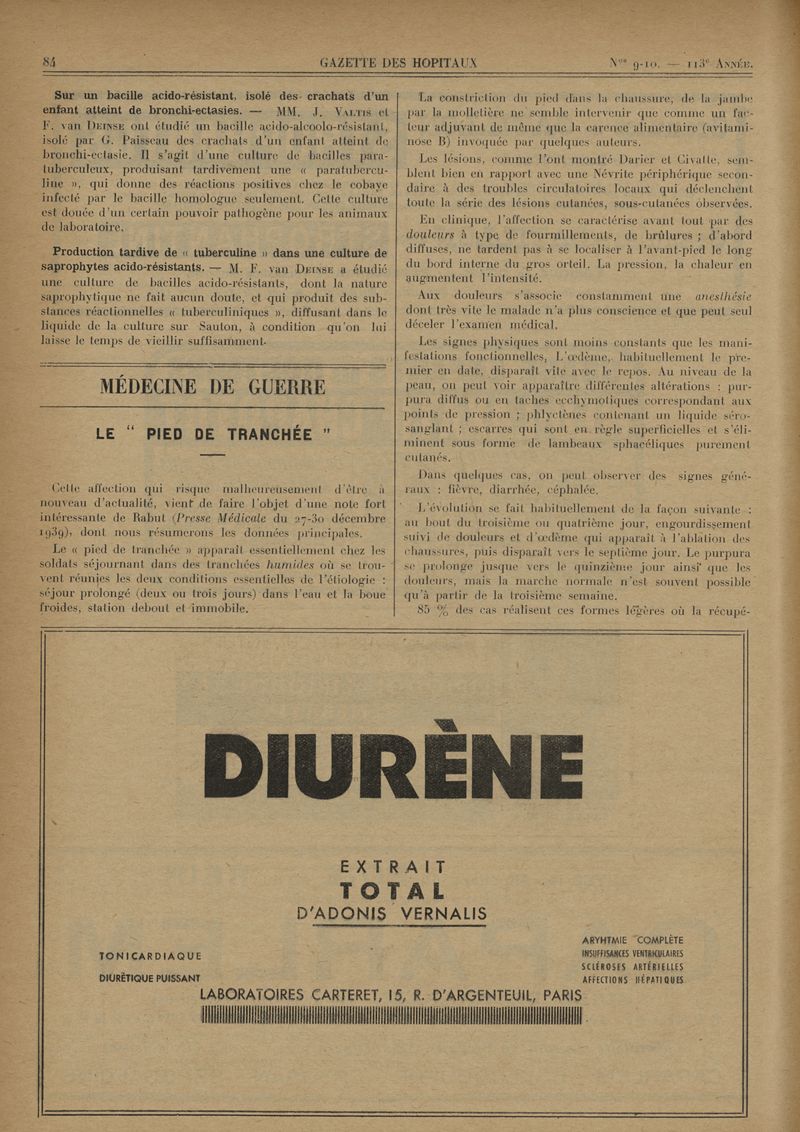 84
GAZETTE DES HOPITAUX
Nos 9-10. — 113e ANNÉE.
Sur un bacille acido-résistant, isolé des crachats d'un
enfant atteint de bronchi-ectasies. — MM. J. VALTIS et
F. van DEINSE ont étudié un bacille acido-alcoolo-résistant,
isolé par G. Paisseau des crachats d'un enfant atteint de
bronchi-ectasie. Il s'agit d'une culture de bacilles para-
tuberculeux, produisant tardivement une « paratubercu-
line », qui donne des réactions positives chez le cobaye
infecté par le bacille homologue seulement. Cette culture
est douée d'un certain pouvoir pathogène pour les animaux
de laboratoire.
Production tardive de « tuberculine » dans une culture de
saprophytes acido-résistants. — M. F. van DEINSE a étudié
une culture de bacilles acido-résistants, dont la nature
saprophytique ne fait aucun doute, et qui produit des sub-
stances réactionnelles « tuberculiniques », diffusant dans le
liquide de la culture sur Sauton, à condition qu'on lui
laisse le temps de vieillir suffisamment.
MÉDECINE DE GUERRE
LE " PIED DE TRANCHÉE "
Cette affection qui risque malheureusement d'être à
nouveau d'actualité, vient de faire l'objet d'une note fort
intéressante de Rabut (Presse Médicale du 27-30 décembre
1939), dont nous résumerons les données principales.
Le « pied de tranchée » apparaît essentiellement chez les
soldats séjournant dans des tranchées humides où se trou-
vent réunies les deux conditions essentielles de l'étiologie :
séjour prolongé (deux ou trois jours) dans l'eau et la boue
froides, station debout et immobile.
La constriction du pied dans la chaussure, de la jambe
par la molletière ne semble intervenir que comme un fac-
teur adjuvant de même que la carence alimentaire (avitami-
nose B) invoquée par quelques auteurs.
Les lésions, comme l'ont montré Darier et Civatte, sem-
blent bien en rapport avec une Névrite périphérique secon-
daire à des troubles circulatoires locaux qui déclenchent
toute la série des lésions cutanées, sous-cutanées observées.
En clinique, l'affection se caractérise avant tout par des
douleurs à type de fourmillements, de brûlures ; d'abord
diffuses, ne tardent pas à se localiser à l'avant-pied le long
du bord interne du gros orteil. La pression, la chaleur en
augmentent l'intensité.
Aux douleurs s'associe constamment une anesthésie
dont très vite le malade n'a plus conscience et que peut seul
déceler l'examen médical.
Les signes physiques sont moins constants que les mani-
festations fonctionnelles, L'œdème, habituellement le pre-
mier en date, disparaît vite avec le repos. Au niveau de la
peau, on peut voir apparaître différentes altérations : pur-
pura diffus ou en taches ecchymotiques correspondant aux
points de pression ; phlyctènes contenant un liquide séro-
sanglant ; escarres qui sont en règle superficielles et s'éli-
minent sous forme de lambeaux sphacéliques purement
cutanés.
Dans quelques cas, on peut observer des signes géné-
raux : fièvre, diarrhée, céphalée.
L'évolution se fait habituellement de la façon suivante :
au bout du troisième ou quatrième jour, engourdissement
suivi de douleurs et d'œdème qui apparaît à l'ablation des
chaussures, puis disparaît vers le septième jour. Le purpura
se prolonge jusque vers le quinzième jour ainsi que les
douleurs, mais la marche normale n'est souvent possible
qu'à partir de la troisième semaine.
85 % des cas réalisent ces formes légères où la récupé-
DIURÈNE
EXTRAIT
TOTAL
D'ADONIS VERNALIS
TONICARDIAQUE
DIURÉTIQUE PUISSANT
ARYHTMIE COMPLÈTE
INSUFFISANCES VENTRICULAIRES
SCLÉROSES ARTÉRIELLES
AFFECTIONS HÉPATIQUES
LABORATOIRES CARTERET, 15, R. D'ARGENTEUIL, PARIS